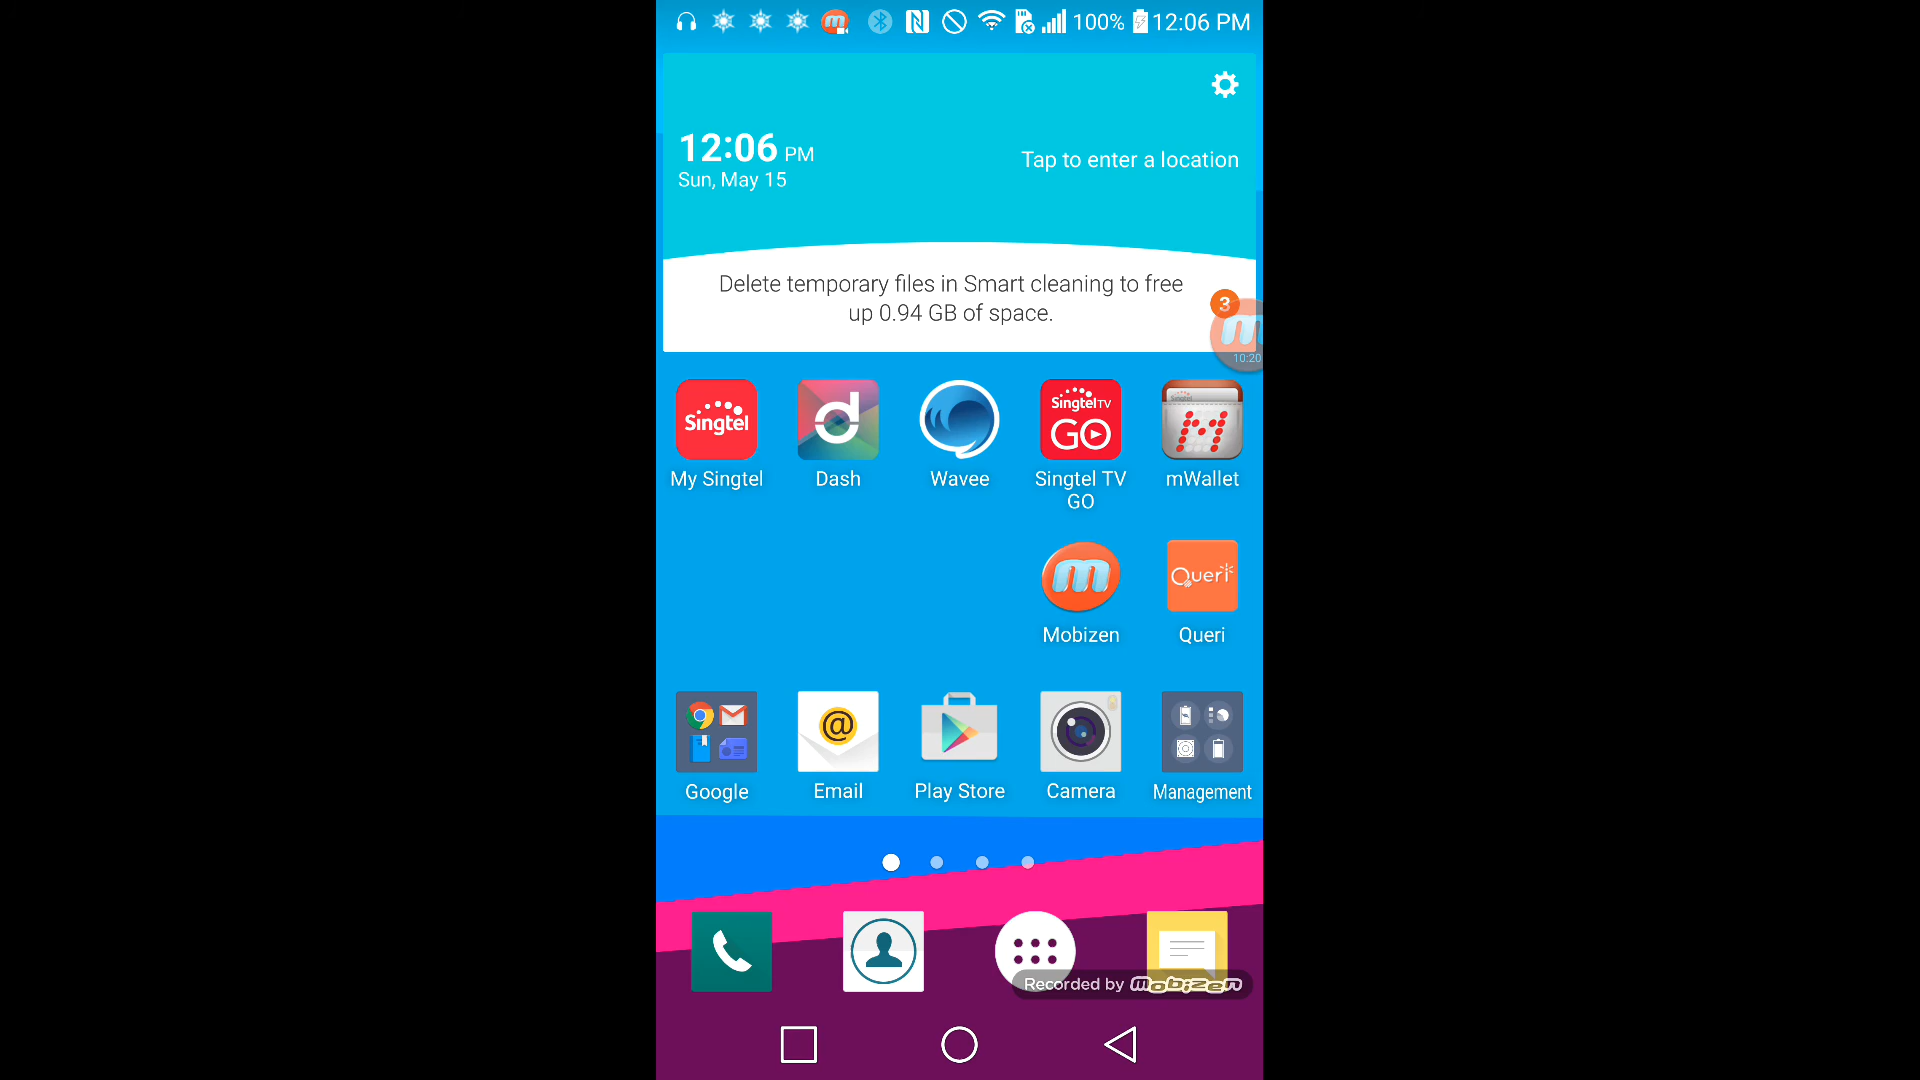 100% 12:06 PM
12:06 PM
Sun, May 15
Tap to enter a location
Delete temporary files in Smart cleaning to free
up 0.94 GB of space.
3
m
10:20
Singtel
SingtelTV
GO
Singtel
M
My Singtel
Dash
Wavee
Singtel TV
GO
mWallet
m
Queri
Mobizen
Queri
@
Google
Email
Play Store
Camera
Management
Recorded by mobizen